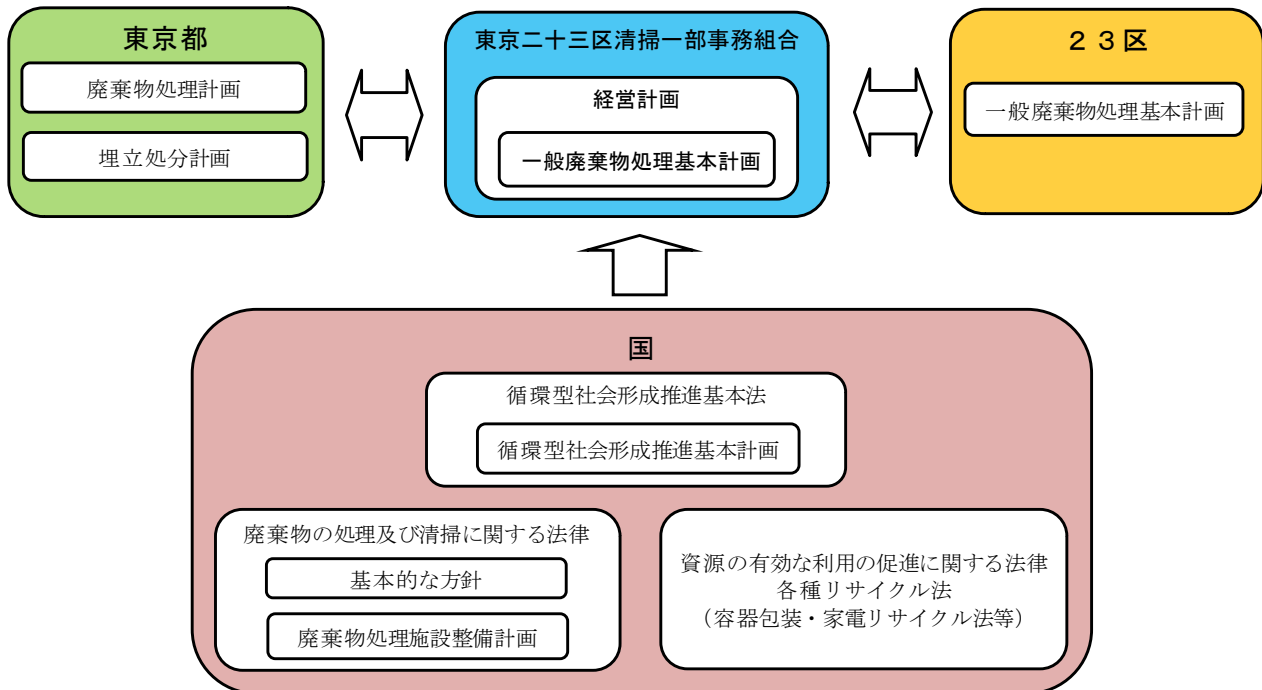 東京都
廃棄物処理計画
埋立処分計画
東京二十三区清掃一部事務組合
経営計画
一般廃棄物処理基本計画
２３区
一般廃棄物処理基本計画
国
循環型社会形成推進基本法
循環型社会形成推進基本計画
廃棄物の処理及び清掃に関する法律
基本的な方針
廃棄物処理施設整備計画
資源の有効な利用の促進に関する法律
各種リサイクル法
（容器包装・家電リサイクル法等）